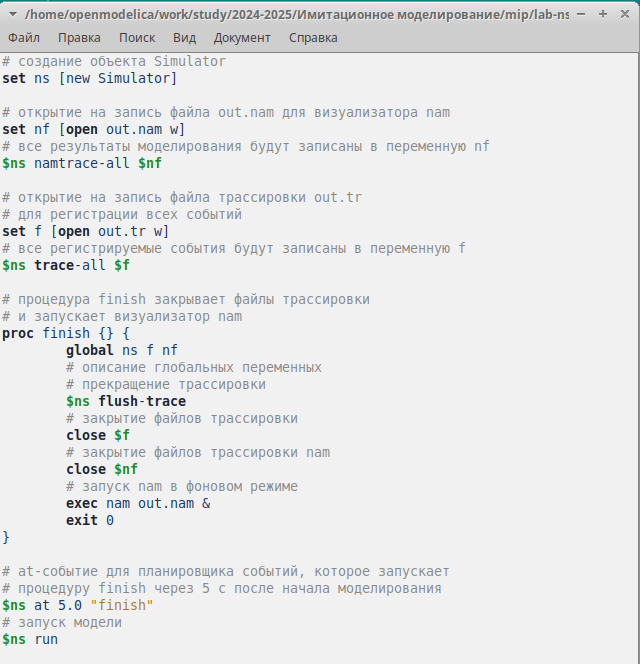 /home/openmodelica/work/study/2024-2025/Имитационное моделирование/mip/lab-ns
Файл Правка Поиск Вид Документ Справка
# создание объекта Simulator
set ns [new Simulator]
# открытие на запись файла out.nam для визуализатора nam
set nf [open out.nam w]
# все результаты моделирования будут записаны в переменную nf
$ns namtrace-all $nf
# открытие на запись файла трассировки out.tr
# для регистрации всех событий
set f [open out.tr w]
# все регистрируемые события будут записаны в переменную f
$ns trace-all $f
# процедура finish закрывает файлы трассировки
# и запускает визуализатор nam
proc finish {} {
global ns f nf
# описание глобальных переменных
# прекращение трассировки
$ns flush-trace
# закрытие файлов трассировки
close $f
# закрытие файлов трассировки nam
close $nf
# запуск nam в фоновом режиме
exec nam out.nam &
exit 0
}
# at-событие для планировщика событий, которое запускает
# процедуру finish через 5 с после начала моделирования
$ns at 5.0 "finish"
# запуск модели
$ns run